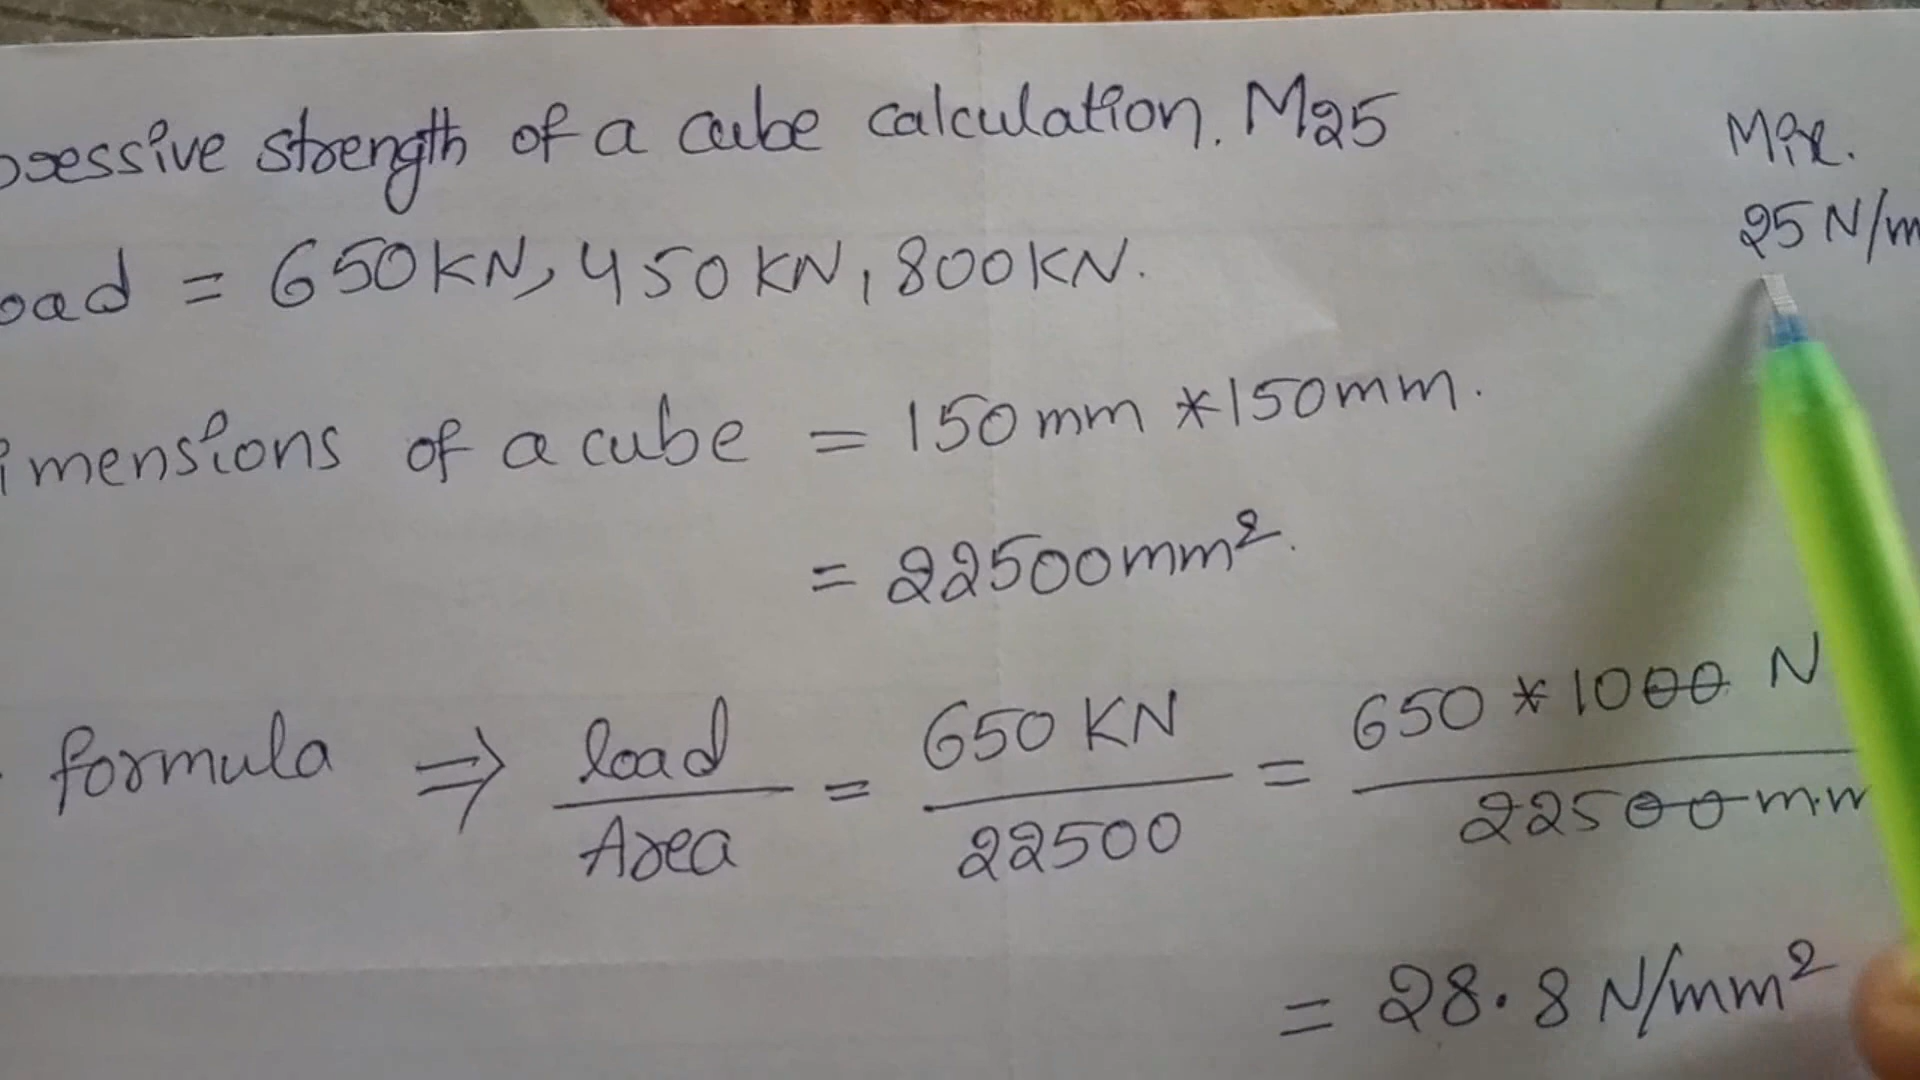 ressive strength of a cube calculation. M25
Mix.
25 N/m
oad = 650KN, 450KN, 800KN.
imensions of a cube = 150mm *150mm.
= 22500mm²
formula ⇒ load/Area = 650 KN/22500 = 650 * 1000 N/22500 mm
= 28.8 N/mm²